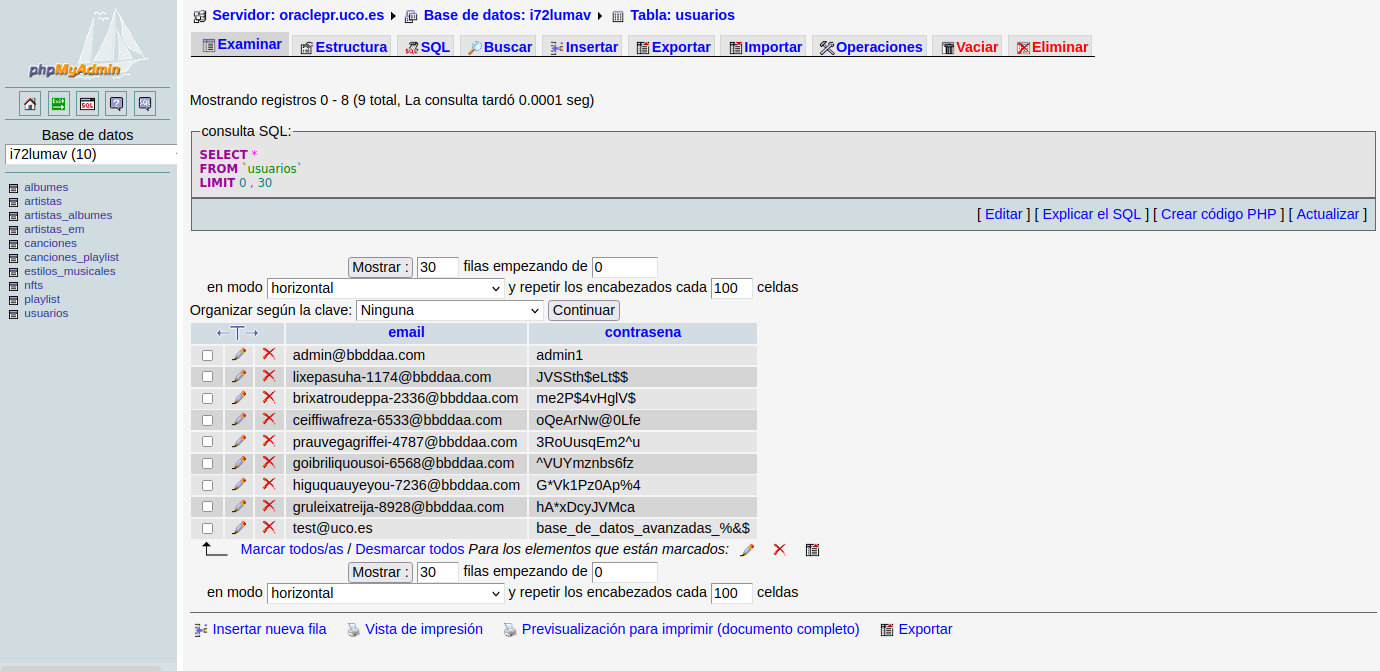 phpMyAdmin
Base de datos
i72lumav (10)
albumes
artistas
artistas_albumes
artistas_em
canciones
canciones_playlist
estilos_musicales
nfts
playlist
usuarios
Servidor: oraclepr.uco.es Base de datos: i72lumav Tabla: usuarios
Examinar Estructura SQL Buscar Insertar Exportar Importar Operaciones Vaciar Eliminar
Mostrando registros 0 - 8 (9 total, La consulta tardó 0.0001 seg)
consulta SQL:
SELECT *
FROM `usuarios`
LIMIT 0 , 30
[ Editar ] [ Explicar el SQL ] [ Crear código PHP ] [ Actualizar ]
Mostrar : 30 filas empezando de 0
en modo horizontal y repetir los encabezados cada 100 celdas
Organizar según la clave: Ninguna Continuar
←T→ email contrasena
admin@bbddaa.com admin1
lixepasuha-1174@bbddaa.com JVSSth$eLt$$
brixatroudeppa-2336@bbddaa.com me2P$4vHglV$
ceiffiwafreza-6533@bbddaa.com oQeArNw@0Lfe
prauvegagriffei-4787@bbddaa.com 3RoUusqEm2^u
goibriliquousoi-6568@bbddaa.com ^VUYmznbs6fz
higuquauyeyou-7236@bbddaa.com G*Vk1Pz0Ap%4
gruleixatreija-8928@bbddaa.com hA*xDcyJVMca
test@uco.es base_de_datos_avanzadas_%&$
Marcar todos/as / Desmarcar todos Para los elementos que están marcados:
Mostrar : 30 filas empezando de 0
en modo horizontal y repetir los encabezados cada 100 celdas
Insertar nueva fila Vista de impresión Previsualización para imprimir (documento completo) Exportar